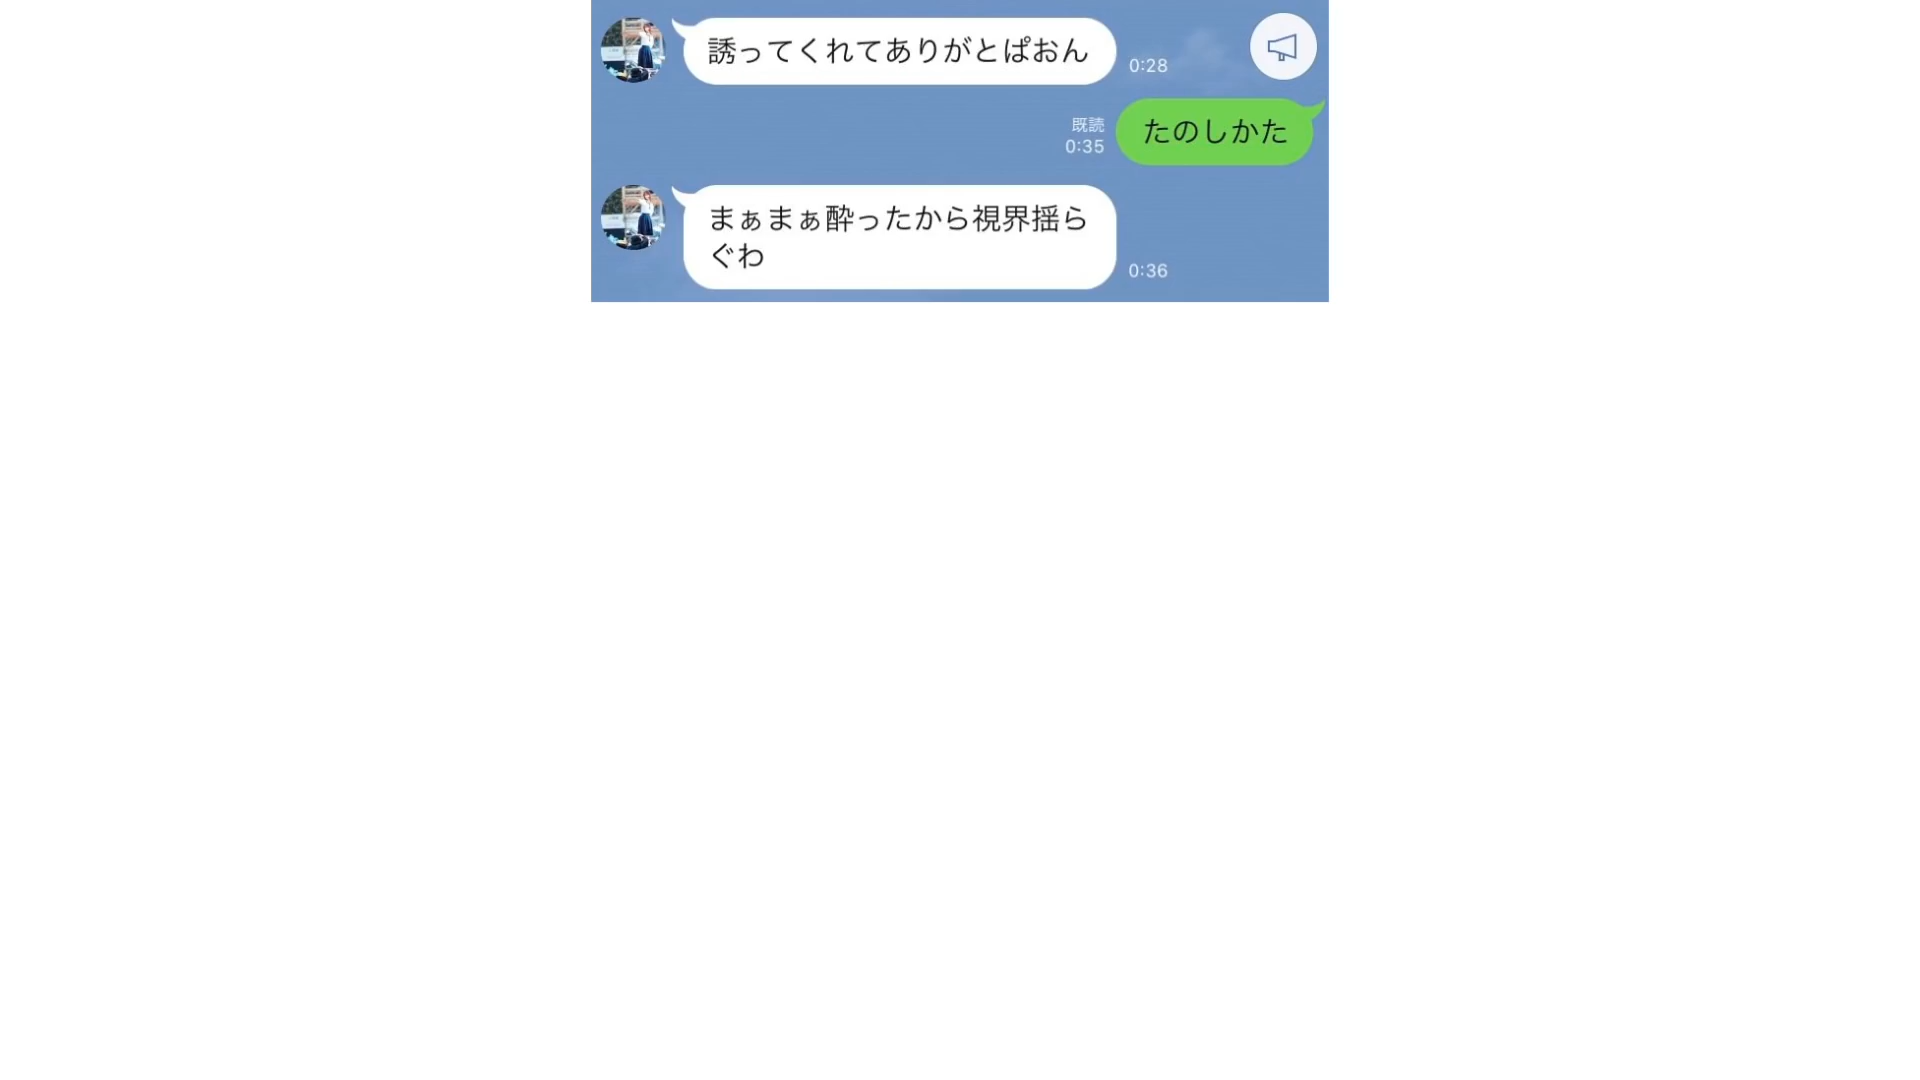 誘ってくれてありがとぱおん
0:28
既読
0:35
たのしかた
まぁまぁ酔ったから視界揺ら
ぐわ
0:36